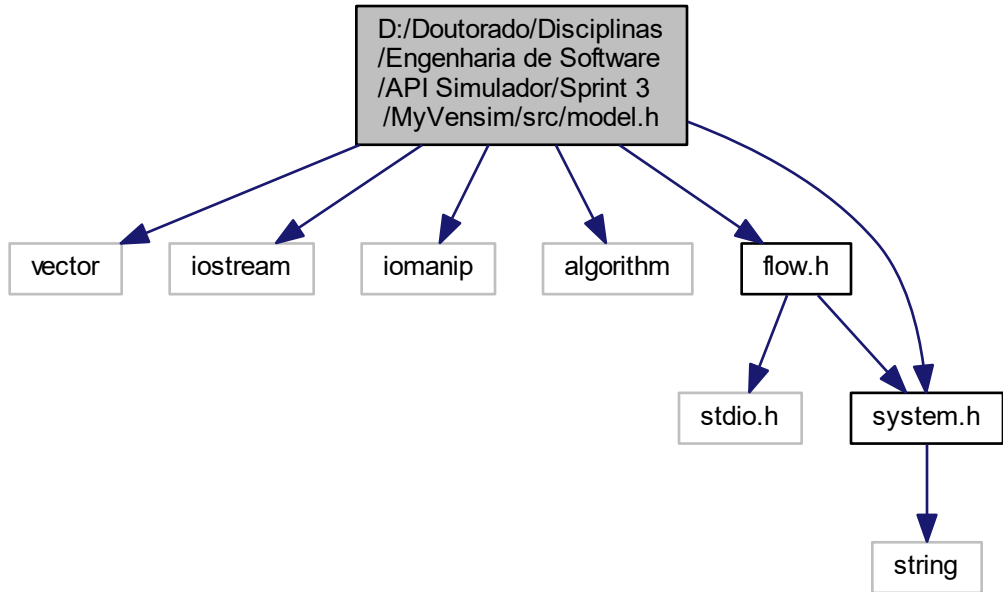 D:/Doutorado/Disciplinas
/Engenharia de Software
/API Simulador/Sprint 3
/MyVensim/src/model.h
vector
iostream
iomanip
algorithm
flow.h
stdio.h
system.h
string